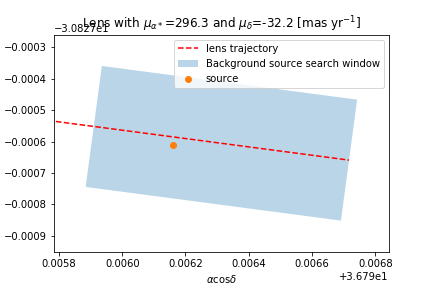 Lens with μα*=296.3 and μδ=-32.2 [mas yr⁻¹]
−3.0827e1
−0.0003
−0.0004
−0.0005
−0.0006
−0.0007
−0.0008
−0.0009
lens trajectory
Background source search window
source
0.0058 0.0060 0.0062 0.0064 0.0066 0.0068
+3.679e1
αcosδ